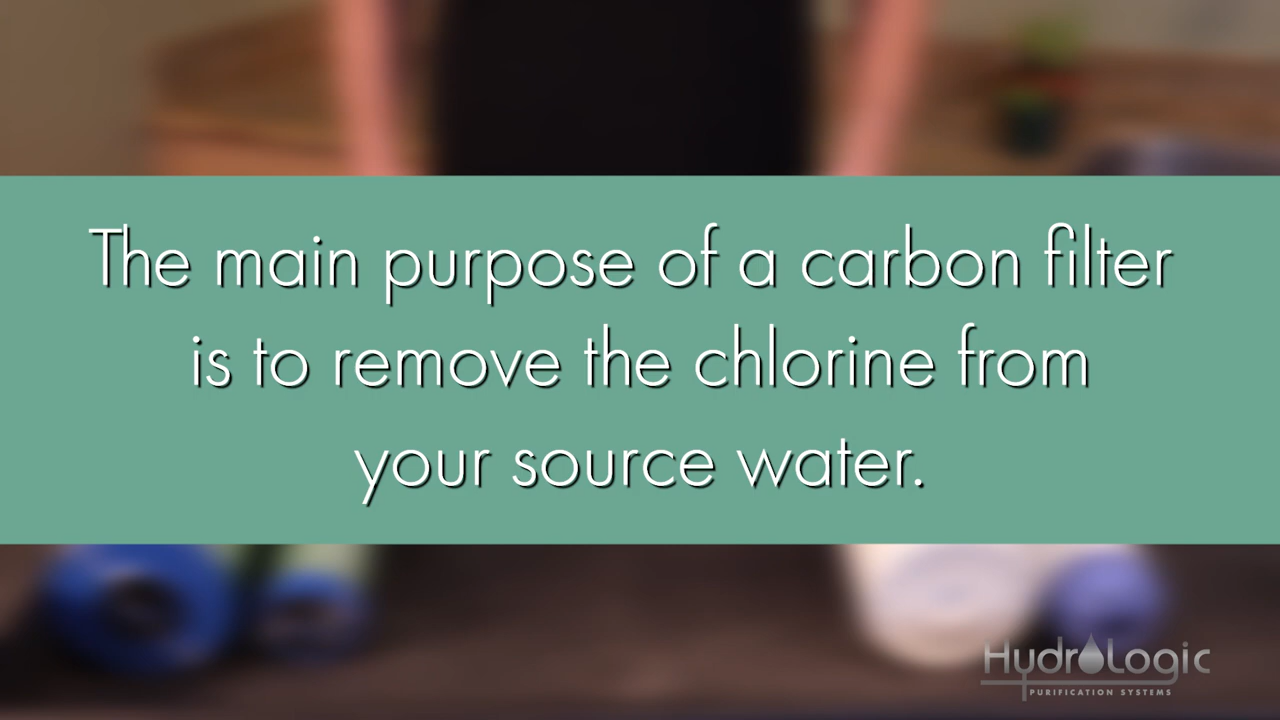 The main purpose of a carbon filter
is to remove the chlorine from
your source water.
HydroLogic
PURIFICATION SYSTEMS